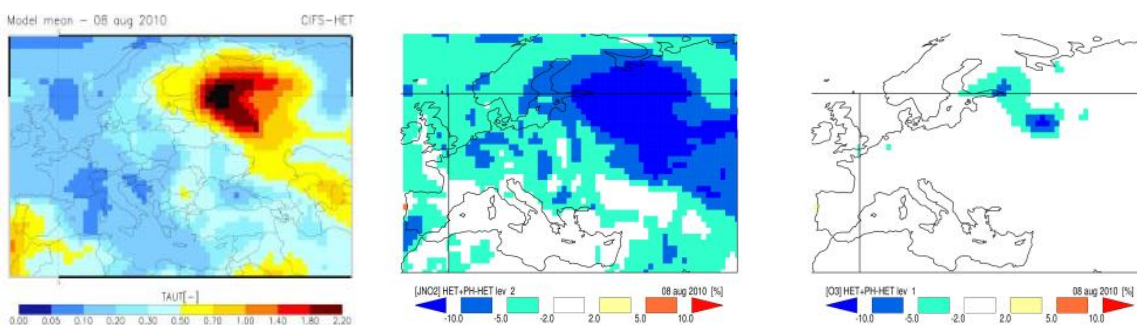 Model mean - 08 aug 2010 CIFS-HET
TAUT[-]
0.00 0.05 0.10 0.20 0.30 0.50 0.70 1.00 1.40 1.80 2.20
[JNO2] HET+PH-HET lev 2 08 aug 2010 [%]
-10.0 -5.0 -2.0 2.0 5.0 10.0
[O3] HET+PH-HET lev 1 08 aug 2010 [%]
-10.0 -5.0 -2.0 2.0 5.0 10.0